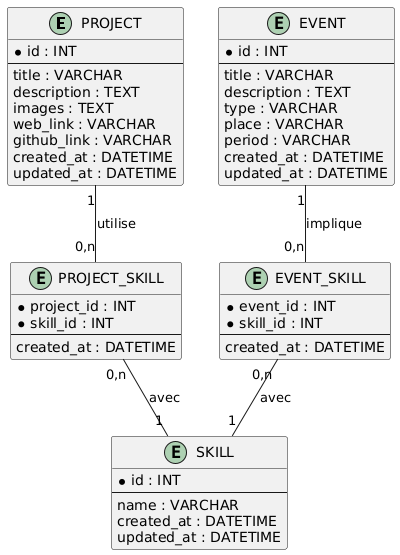 E PROJECT
* id : INT
title : VARCHAR
description : TEXT
images : TEXT
web_link : VARCHAR
github_link : VARCHAR
created_at : DATETIME
updated_at : DATETIME
E EVENT
* id : INT
title : VARCHAR
description : TEXT
type : VARCHAR
place : VARCHAR
period : VARCHAR
created_at : DATETIME
updated_at : DATETIME
1
utilise
0,n
1
implique
0,n
E PROJECT_SKILL
* project_id : INT
* skill_id : INT
created_at : DATETIME
E EVENT_SKILL
* event_id : INT
* skill_id : INT
created_at : DATETIME
0,n
avec
1
0,n
avec
1
E SKILL
* id : INT
name : VARCHAR
created_at : DATETIME
updated_at : DATETIME